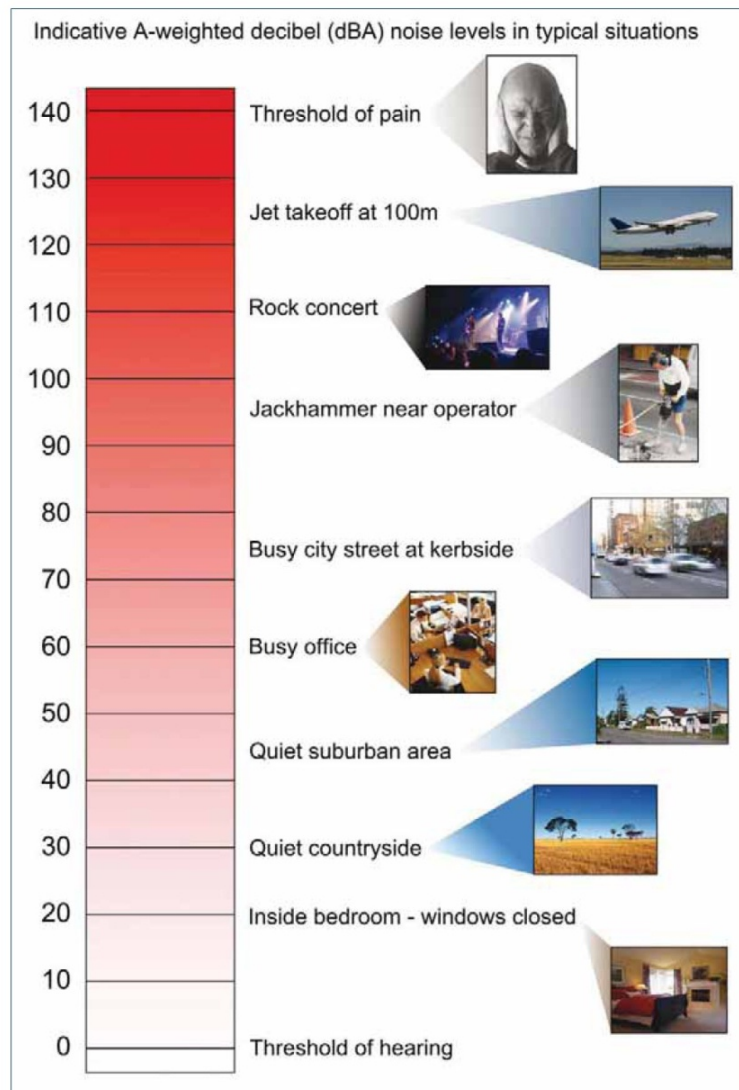 Indicative A-weighted decibel (dBA) noise levels in typical situations
140
Threshold of pain
130
Jet takeoff at 100m
120
110
Rock concert
100
Jackhammer near operator
90
80
Busy city street at kerbside
70
60
Busy office
50
Quiet suburban area
40
30
Quiet countryside
20
Inside bedroom - windows closed
10
0
Threshold of hearing